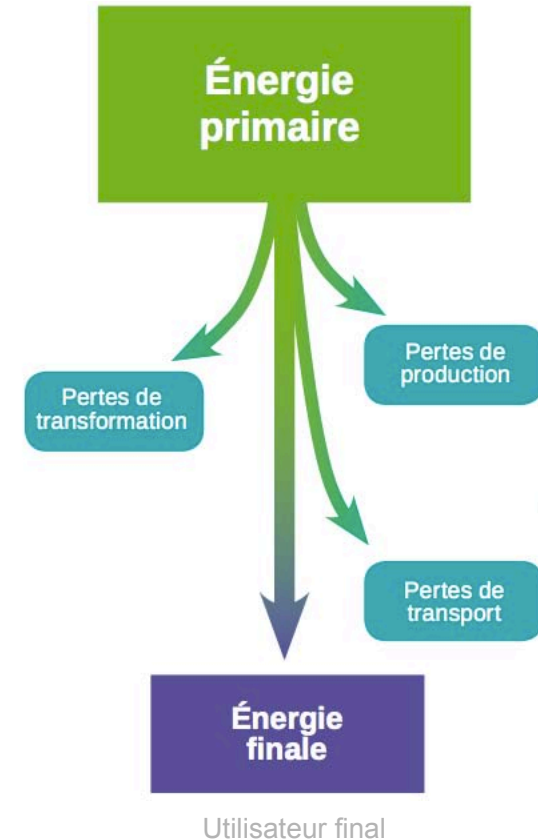 Énergie
primaire
Pertes de
production
Pertes de
transformation
Pertes de
transport
Énergie
finale
Utilisateur final